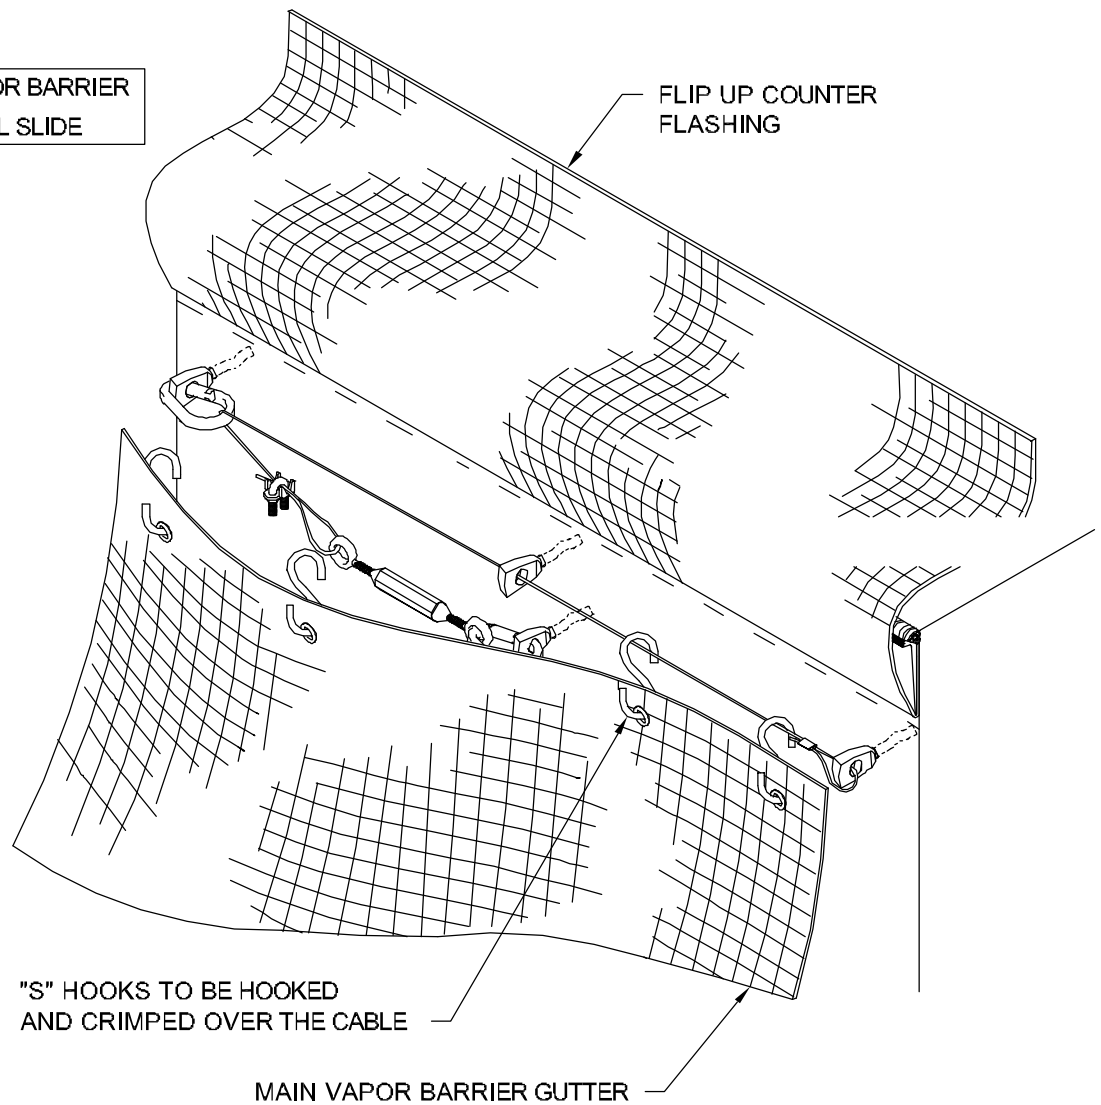 BARRIER
SLIDE
FLIP UP COUNTER
FLASHING
"S" HOOKS TO BE HOOKED
AND CRIMPED OVER THE CABLE
MAIN VAPOR BARRIER GUTTER